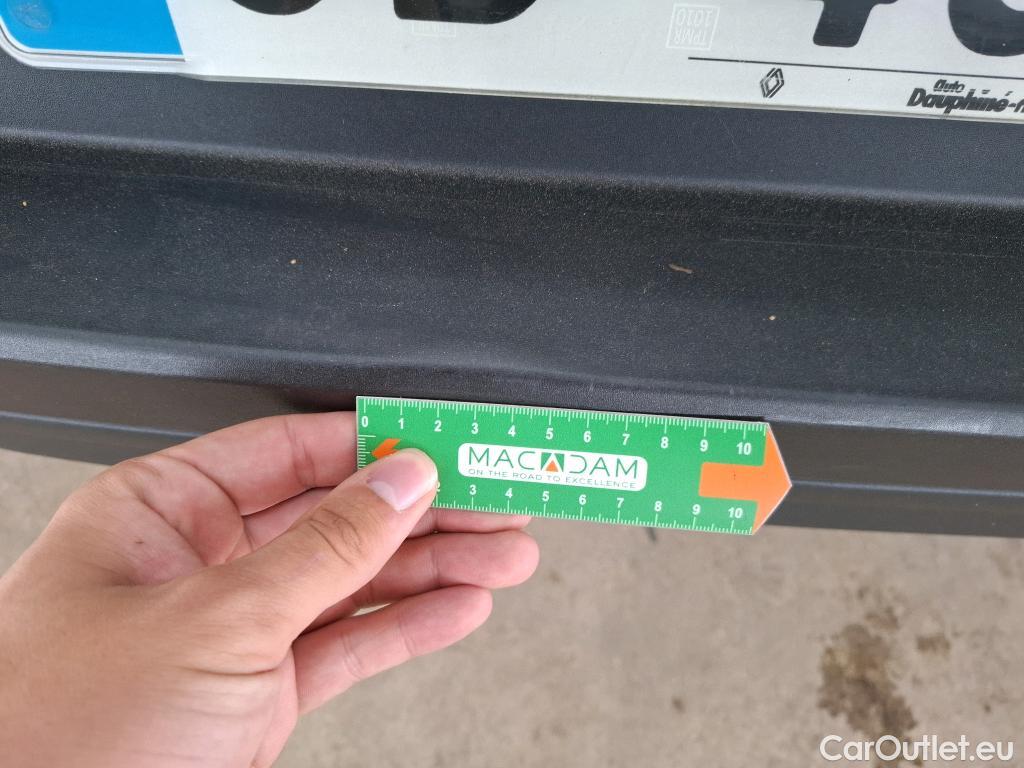 TPMR
1010
auto
Dauphiné-
0 1 2 3 4 5 6 7 8 9 10
MACADAM
ON THE ROAD TO EXCELLENCE
3 4 5 6 7 8 9 10
CarOutlet.eu